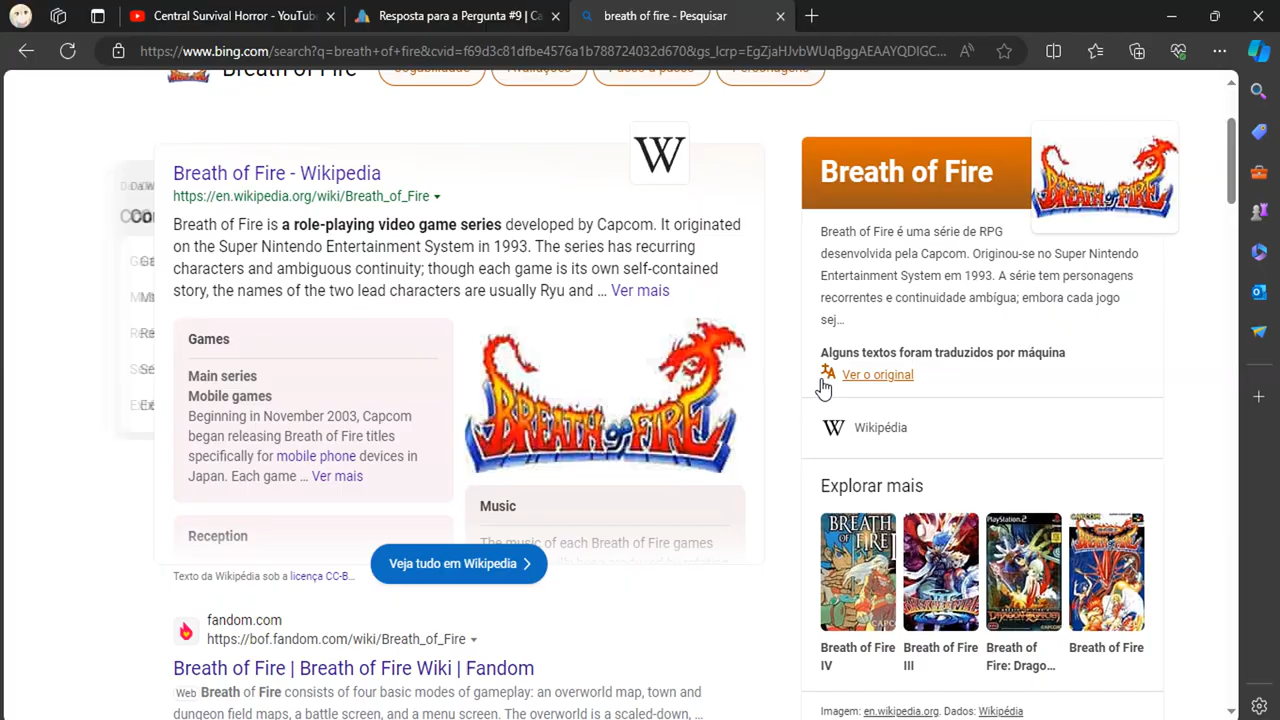 Central Survival Horror - YouTube
Resposta para a Pergunta #9 | Ca
breath of fire - Pesquisar
https://www.bing.com/search?q=breath+of+fire&cvid=f69d3c81dfbe4576a1b788724032d670&gs_lcrp=EgZjaHJvbWUqBggAEAAYQDIGC...
Breath of Fire
Jogabilidade
Avaliações
Passo a passo
Personagens
W
Breath of Fire - Wikipedia
https://en.wikipedia.org/wiki/Breath_of_Fire
Breath of Fire is a role-playing video game series developed by Capcom. It originated
on the Super Nintendo Entertainment System in 1993. The series has recurring
characters and ambiguous continuity; though each game is its own self-contained
story, the names of the two lead characters are usually Ryu and ... Ver mais
Games
Main series
Mobile games
Beginning in November 2003, Capcom
began releasing Breath of Fire titles
specifically for mobile phone devices in
Japan. Each game ... Ver mais
Reception
BREATH of FIRE
Music
The music of each Breath of Fire games
Veja tudo em Wikipedia
Texto da Wikipédia sob a licença CC-B...
fandom.com
https://bof.fandom.com/wiki/Breath_of_Fire
Breath of Fire | Breath of Fire Wiki | Fandom
Web Breath of Fire consists of four basic modes of gameplay: an overworld map, town and
dungeon field maps, a battle screen, and a menu screen. The overworld is a scaled-down, ...
Breath of Fire
BREATH of FIRE
Breath of Fire é uma série de RPG
desenvolvida pela Capcom. Originou-se no Super Nintendo
Entertainment System em 1993. A série tem personagens
recorrentes e continuidade ambígua; embora cada jogo
sej...
Alguns textos foram traduzidos por máquina
Ver o original
W Wikipédia
Explorar mais
Breath of Fire IV
Breath of Fire III
Breath of Fire: Drago...
Breath of Fire
Imagem: en.wikipedia.org. Dados: Wikipédia